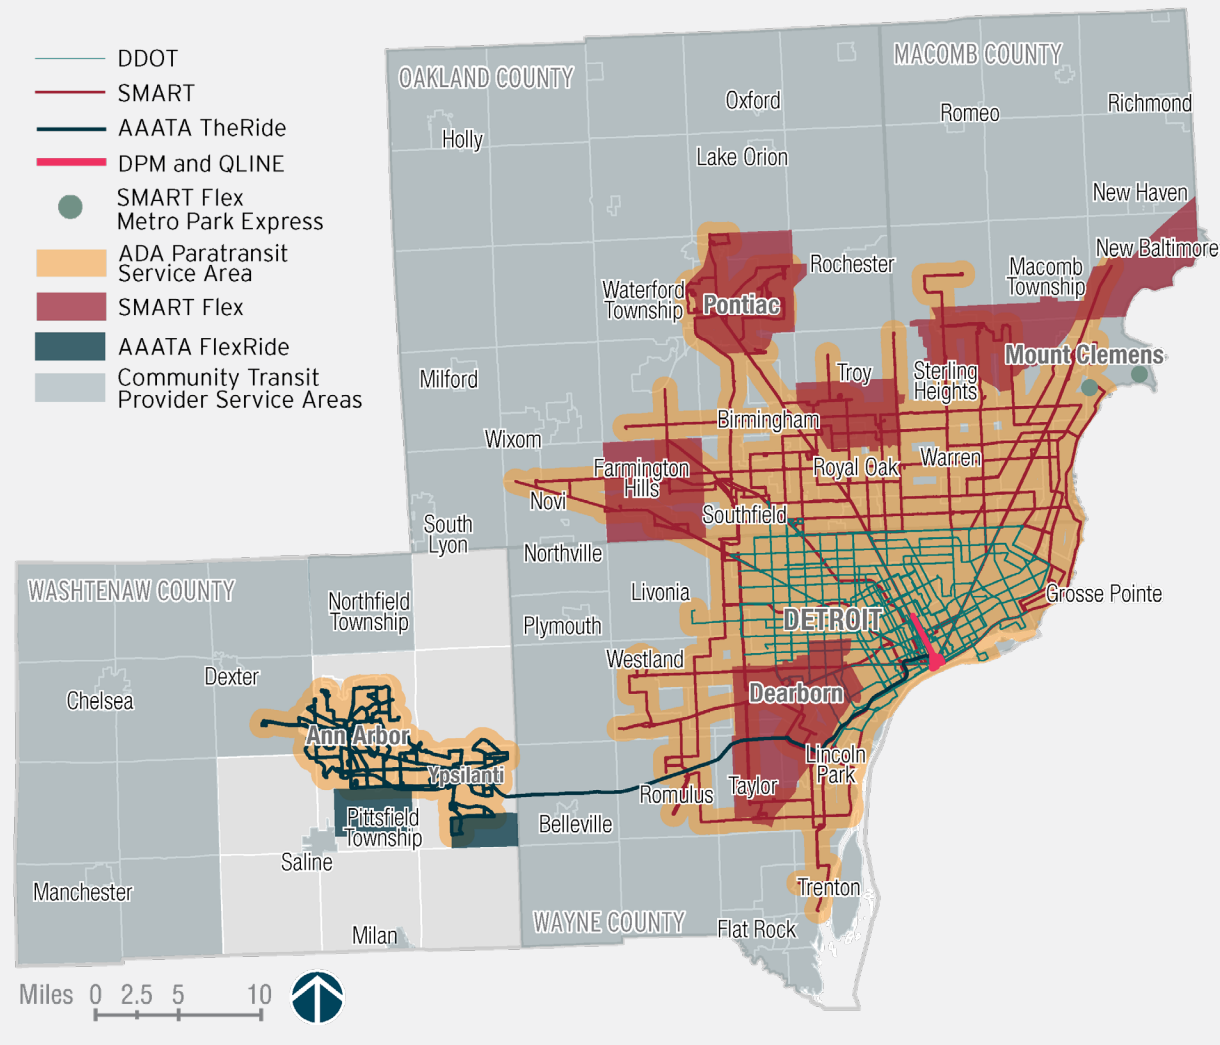 DDOT
SMART
AAATA TheRide
DPM and QLINE
SMART Flex
Metro Park Express
ADA Paratransit
Service Area
SMART Flex
AAATA FlexRide
Community Transit
Provider Service Areas
OAKLAND COUNTY
MACOMB COUNTY
Oxford
Richmond
Romeo
Holly
Lake Orion
New Haven
New Baltimore
Rochester
Macomb
Township
Waterford
Township
Pontiac
Mount Clemens
Milford
Troy
Sterling
Heights
Birmingham
Wixom
Farmington
Hills
Royal Oak
Warren
Novi
Southfield
South
Lyon
Northville
WASHTENAW COUNTY
Northfield
Township
Livonia
Grosse Pointe
Plymouth
DETROIT
Westland
Dexter
Chelsea
Dearborn
Ann Arbor
Ypsilanti
Lincoln
Park
Taylor
Romulus
Pittsfield
Township
Belleville
Saline
Manchester
Trenton
WAYNE COUNTY
Flat Rock
Milan
Miles 0 2.5 5 10